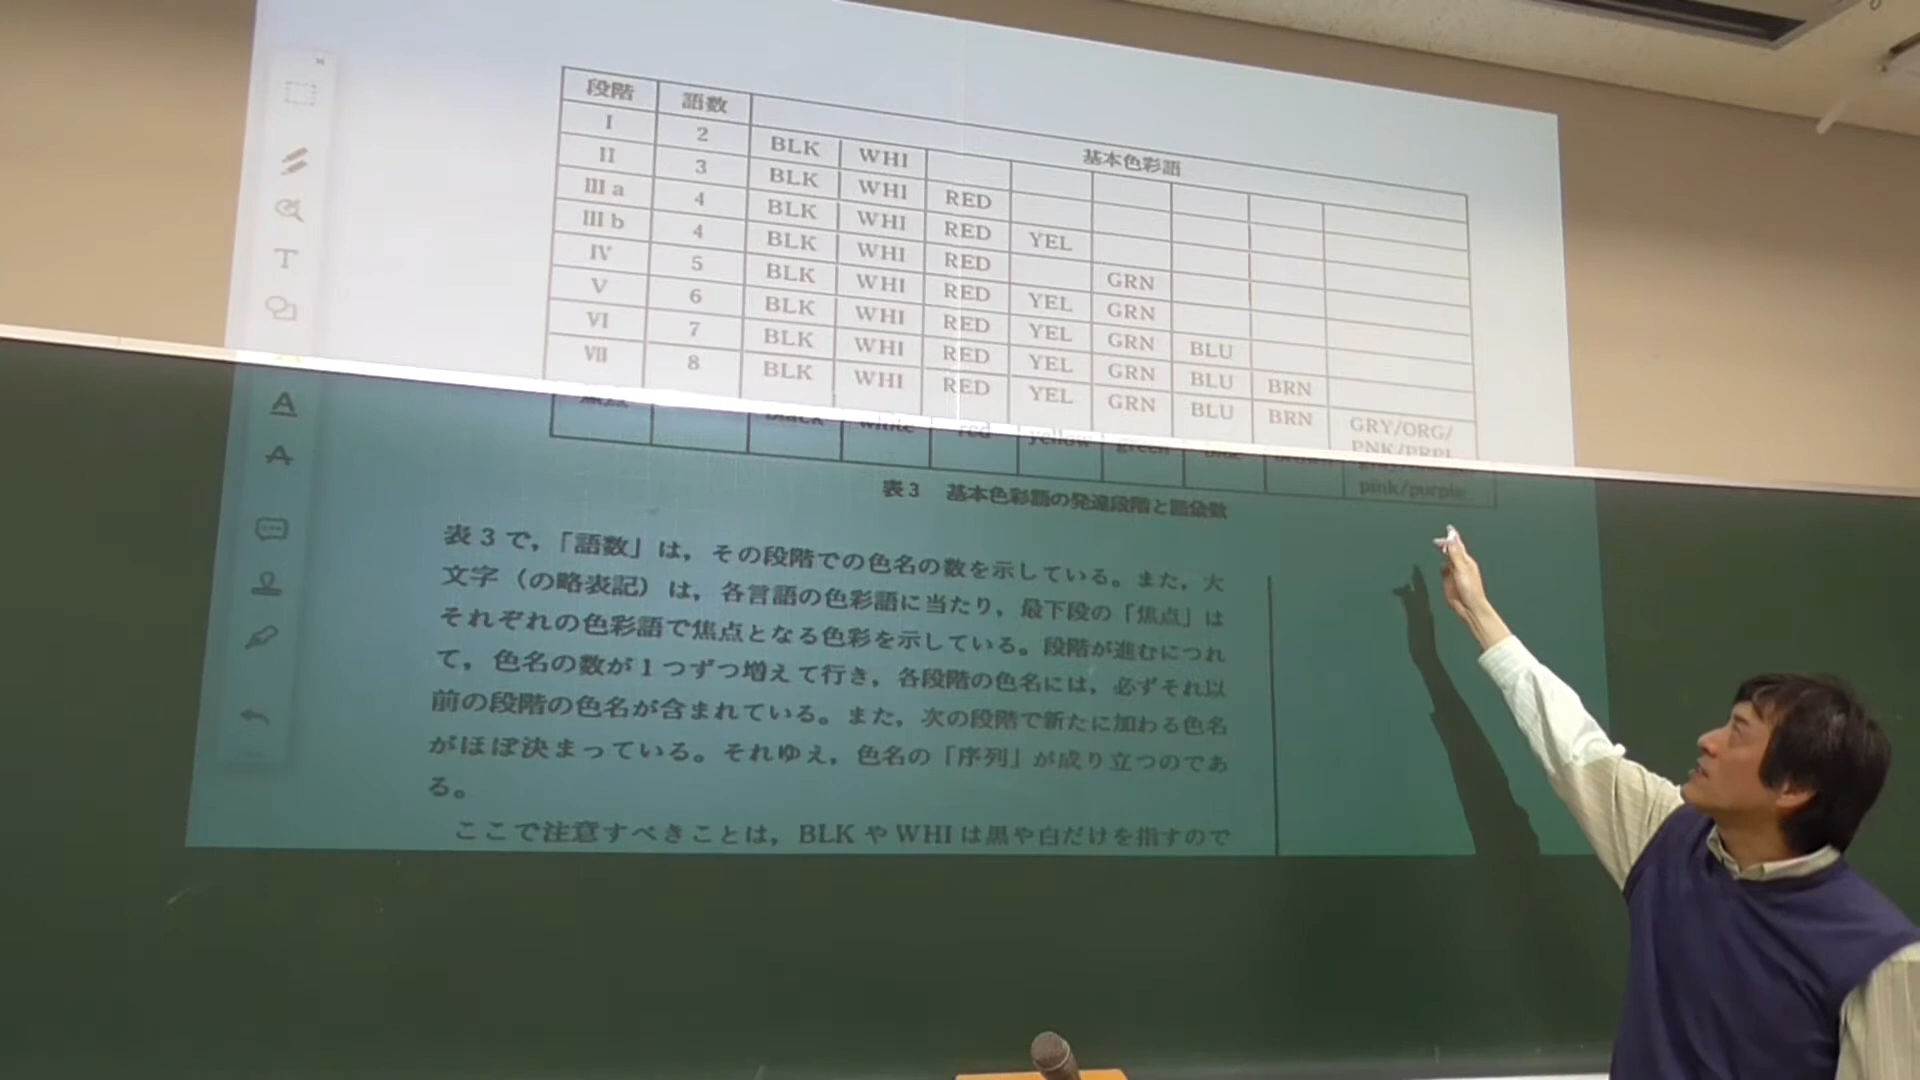 段階 語数 基本色彩語
I 2 BLK WHI
II 3 BLK WHI RED
III a 4 BLK WHI RED YEL
III b 4 BLK WHI RED GRN
IV 5 BLK WHI RED YEL GRN
V 6 BLK WHI RED YEL GRN BLU
VI 7 BLK WHI RED YEL GRN BLU BRN
VII 8 BLK WHI RED YEL GRN BLU BRN GRY/ORG/
PNK/PRPL
black white red yellow green
pink/purple
表3 基本色彩語の発達段階と語彙数
表3で，「語数」は，その段階での色名の数を示している。また，大
文字（の略表記）は，各言語の色彩語に当たり，最下段の「焦点」は
それぞれの色彩語で焦点となる色彩を示している。段階が進むにつれ
て，色名の数が1つずつ増えて行き，各段階の色名には，必ずそれ以
前の段階の色名が含まれている。また，次の段階で新たに加わる色名
がほぼ決まっている。それゆえ，色名の「序列」が成り立つのであ
る。
ここで注意すべきことは，BLKやWHIは黒や白だけを指すので
T
A
A